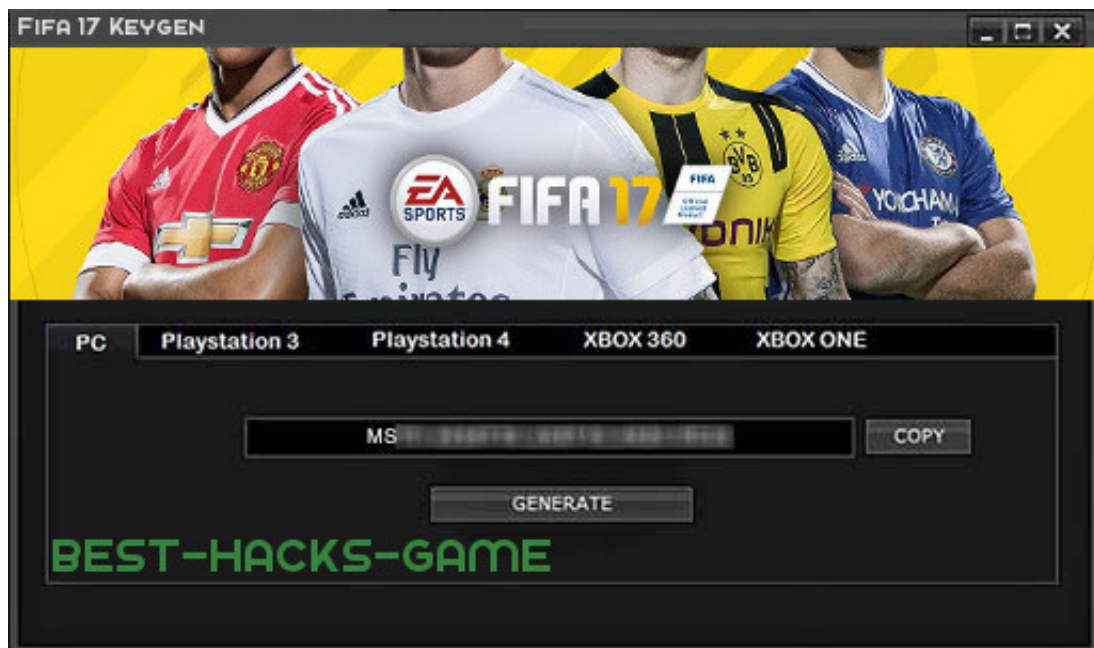 FIFA 17 KEYGEN
EA SPORTS FIFA 17 FIFA
Fly
PC Playstation 3 Playstation 4 XBOX 360 XBOX ONE
MS
COPY
GENERATE
BEST-HACKS-GAME